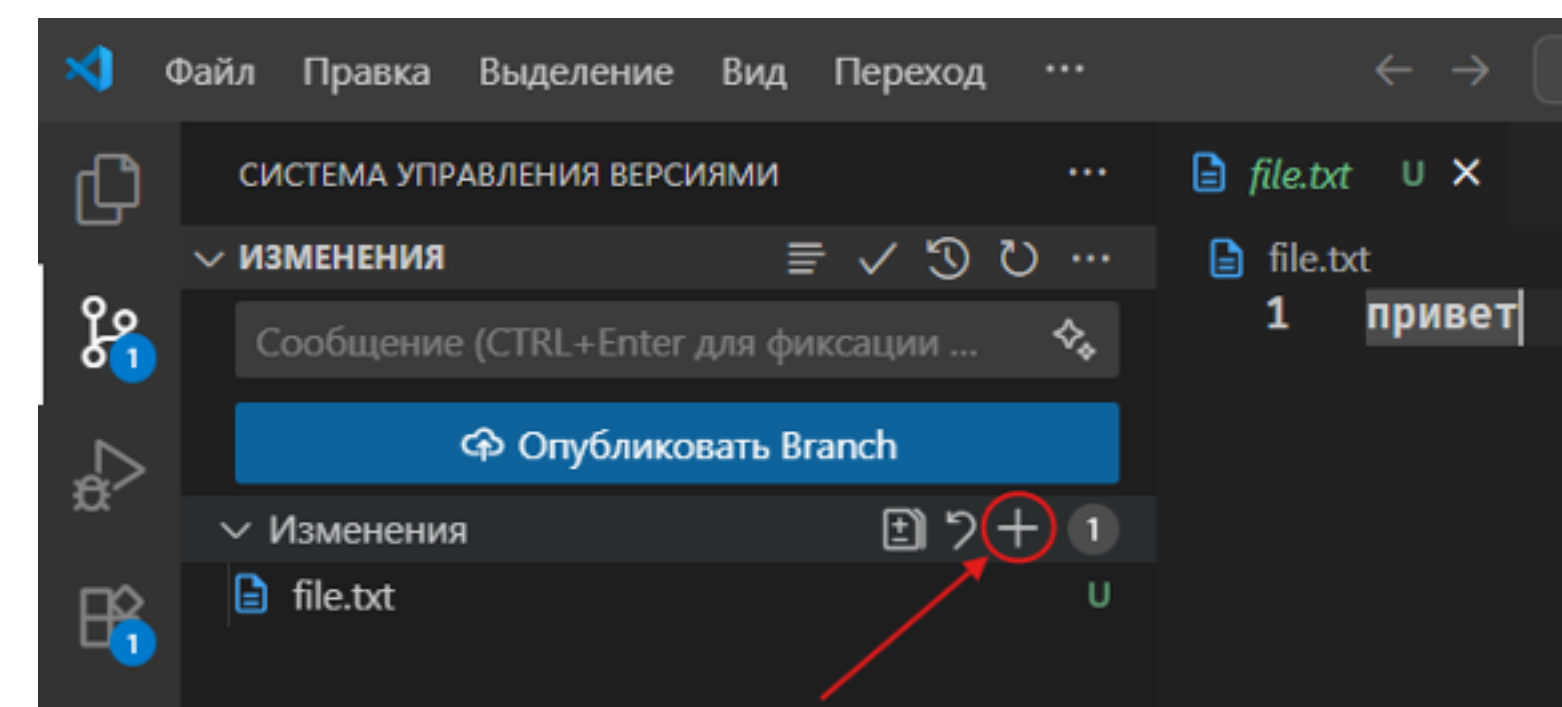 Файл Правка Выделение Вид Переход ...
СИСТЕМА УПРАВЛЕНИЯ ВЕРСИЯМИ ...
file.txt U
ИЗМЕНЕНИЯ ...
file.txt
Сообщение (CTRL+Enter для фиксации ...
1 привет
1
Опубликовать Branch
Изменения 1
file.txt U
1